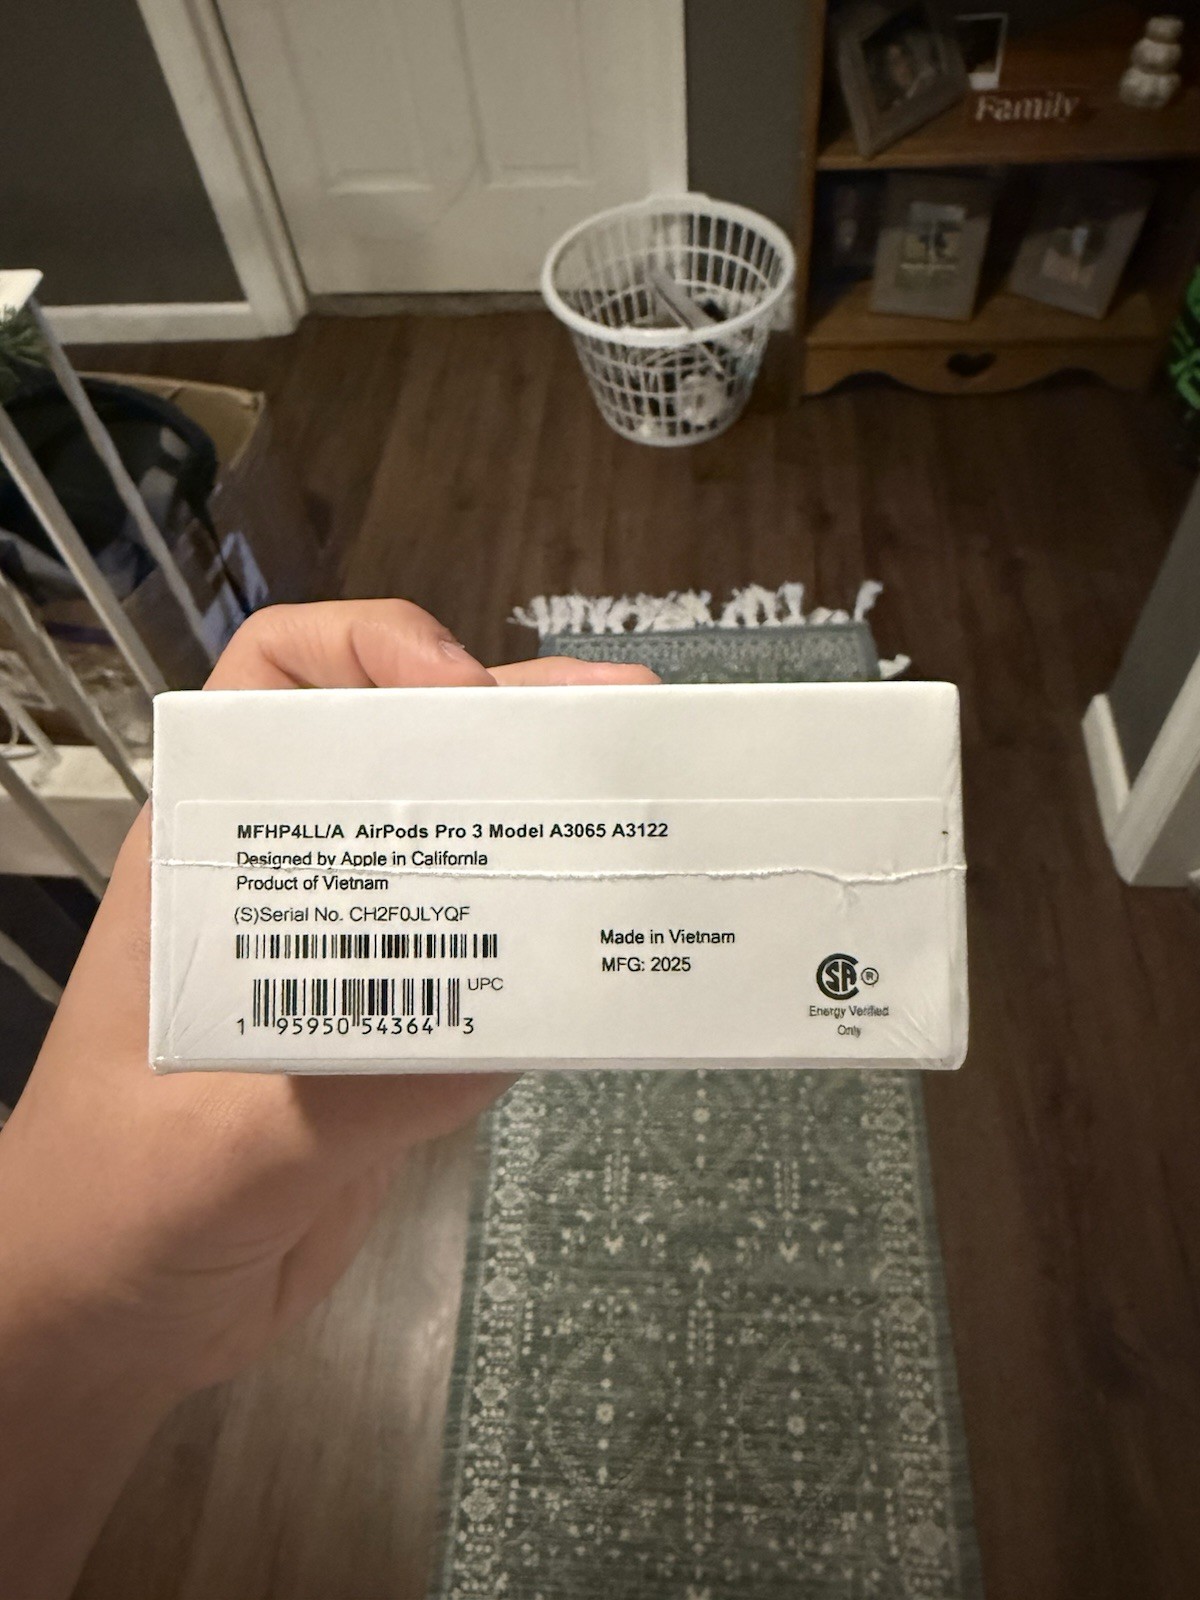 Family
MFHP4LL/A AirPods Pro 3 Model A3065 A3122
Designed by Apple in California
Product of Vietnam
(S)Serial No. CH2F0JLYQF
Made in Vietnam
MFG: 2025
UPC
1 95950 54364 3
SA ®
Energy Verified
Only